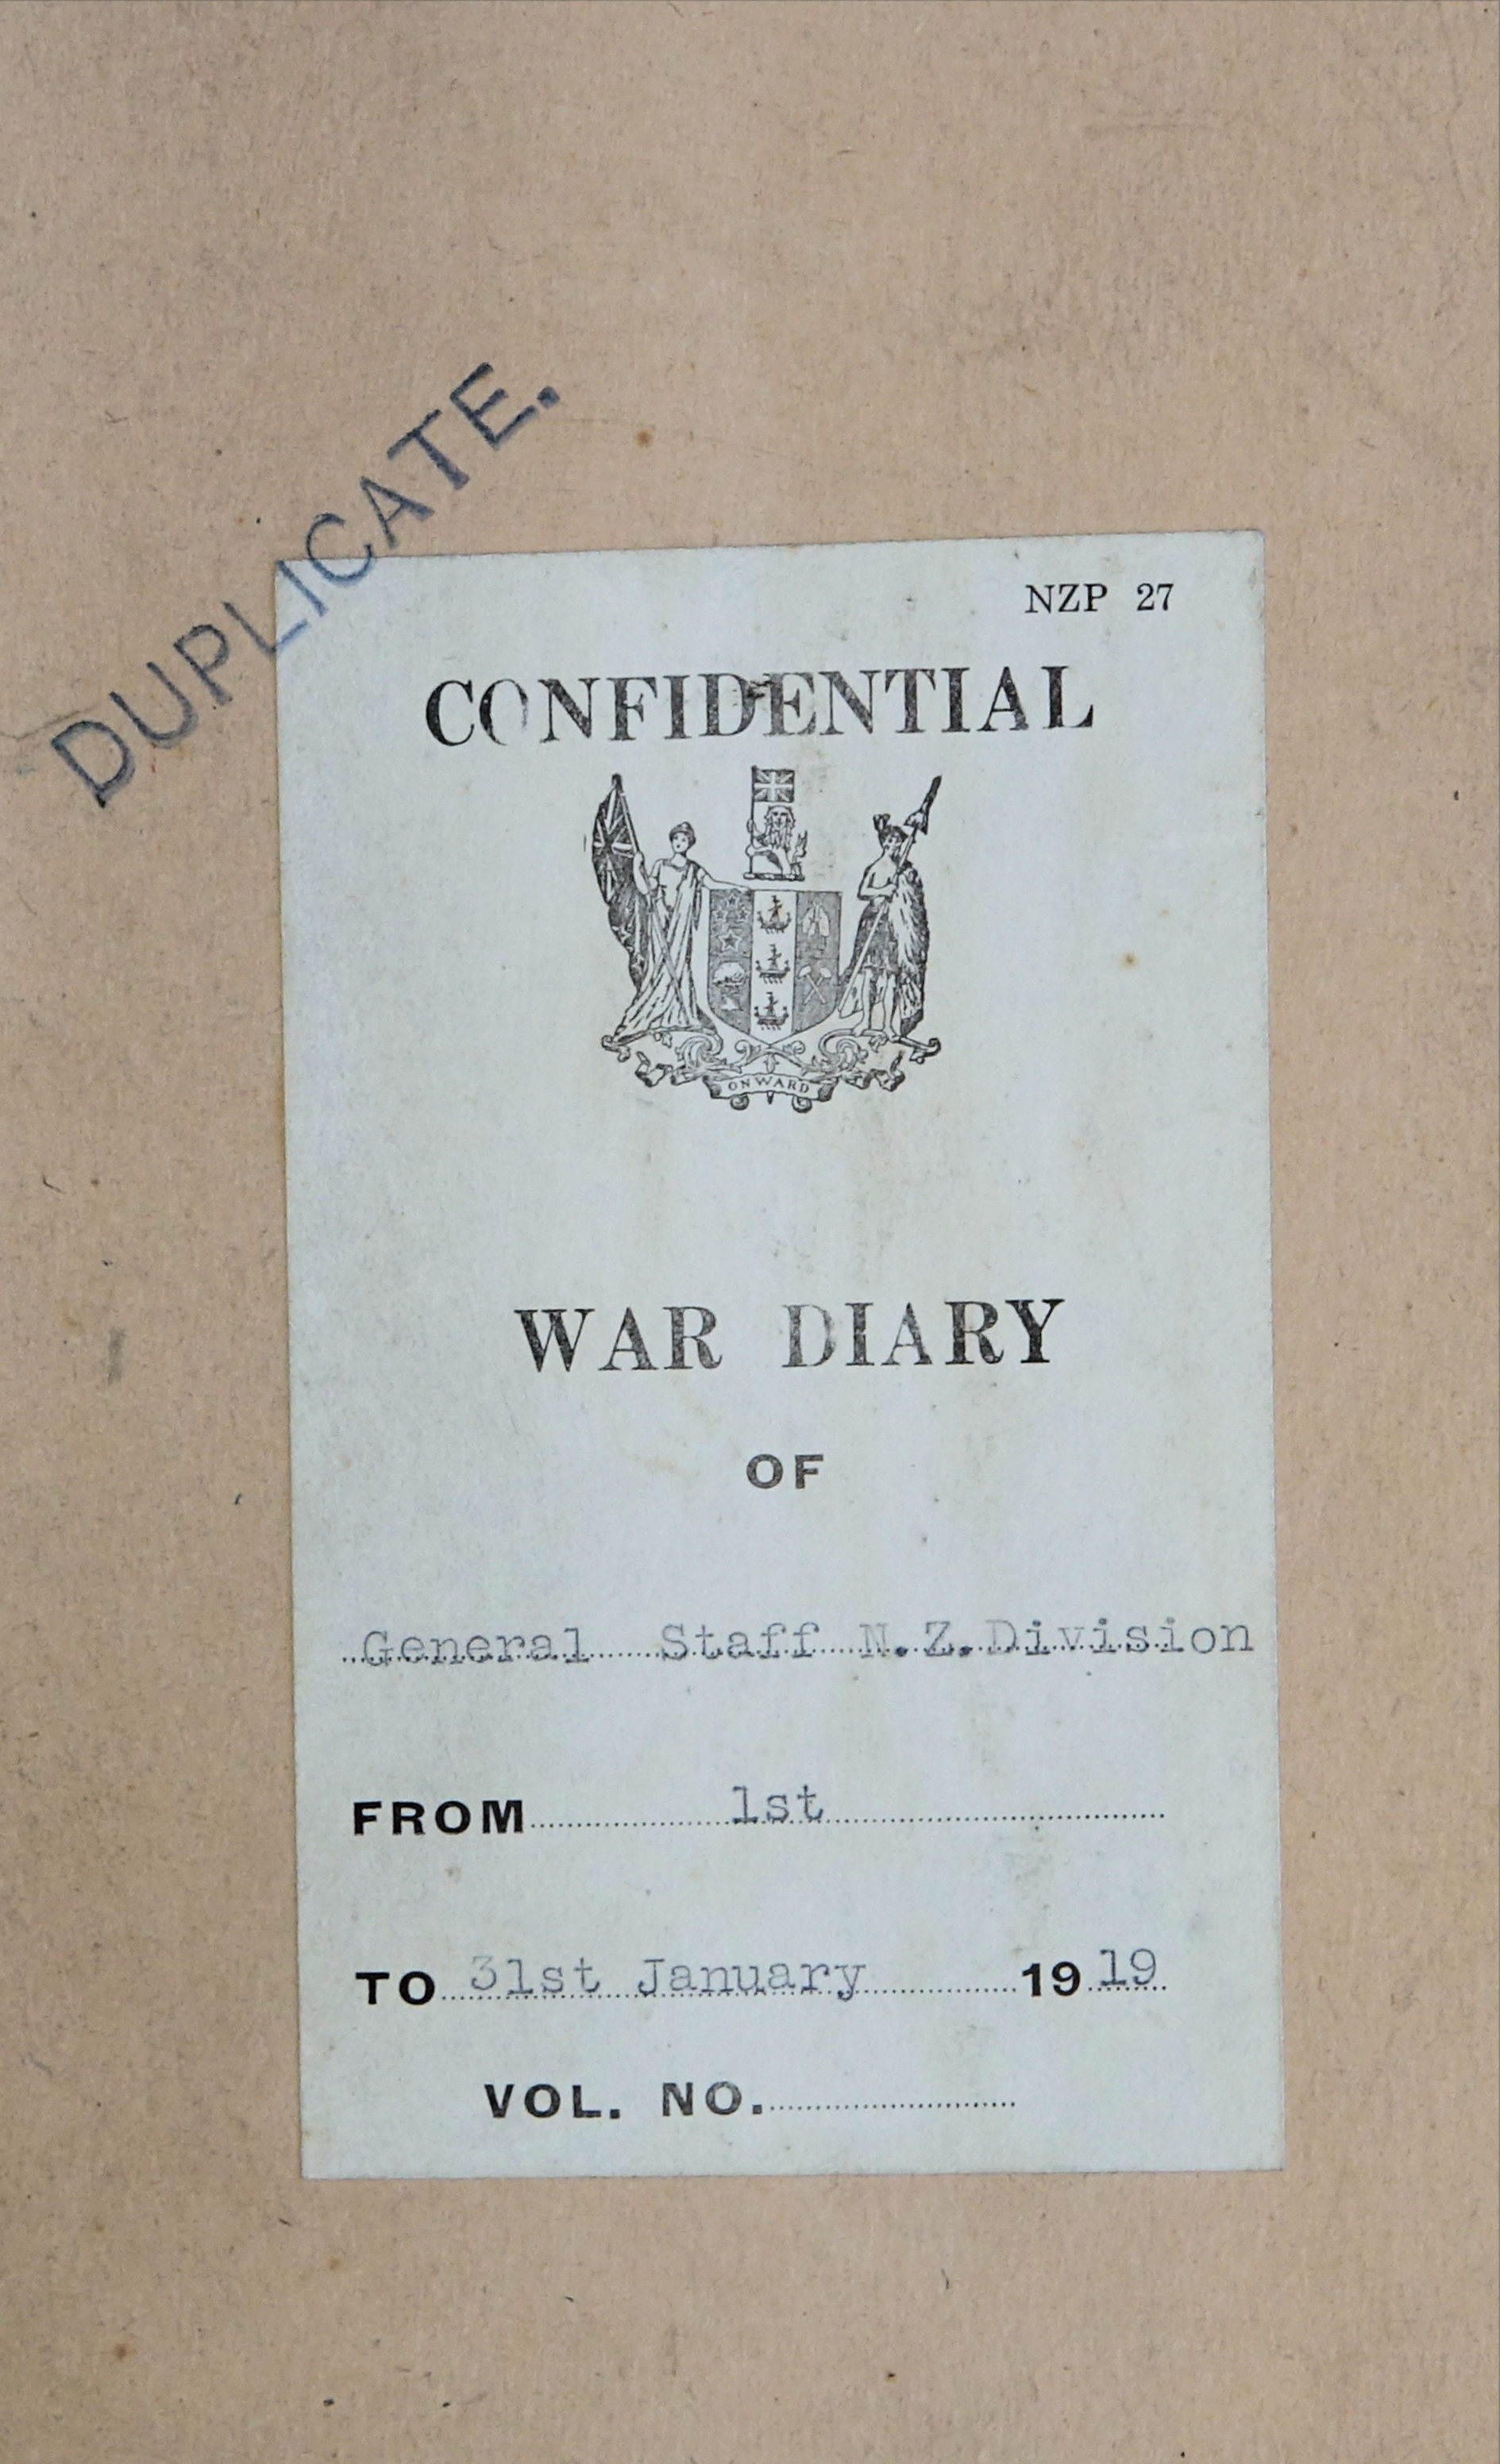 DUPLICATE.
NZP 27
CONFIDENTIAL
ONWARD
WAR DIARY
OF
General Staff N.Z.Division
FROM 1st
TO 31st January 1919
VOL. NO.